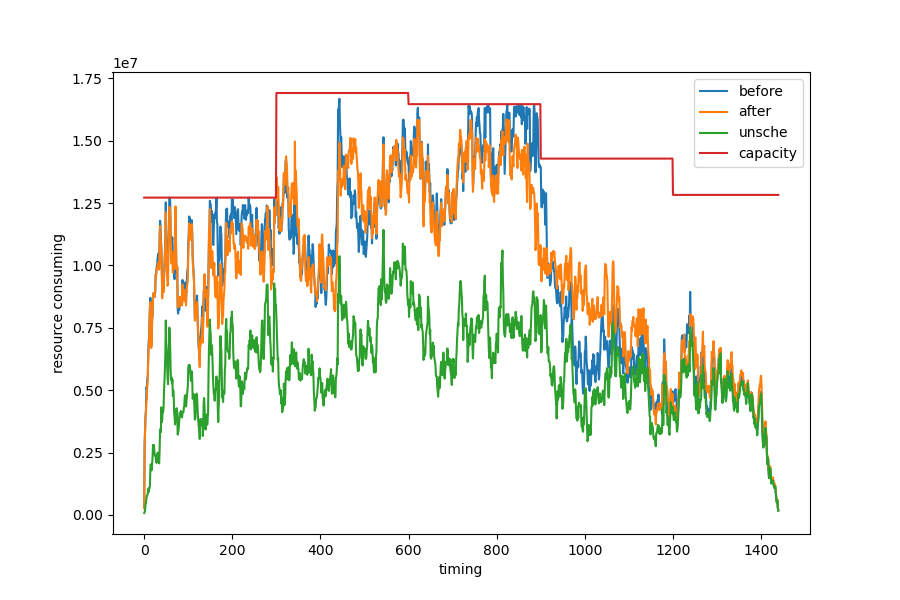 1e7
1.75
1.50
1.25
1.00
0.75
0.50
0.25
0.00
resource consuming
before
after
unsche
capacity
0 200 400 600 800 1000 1200 1400
timing